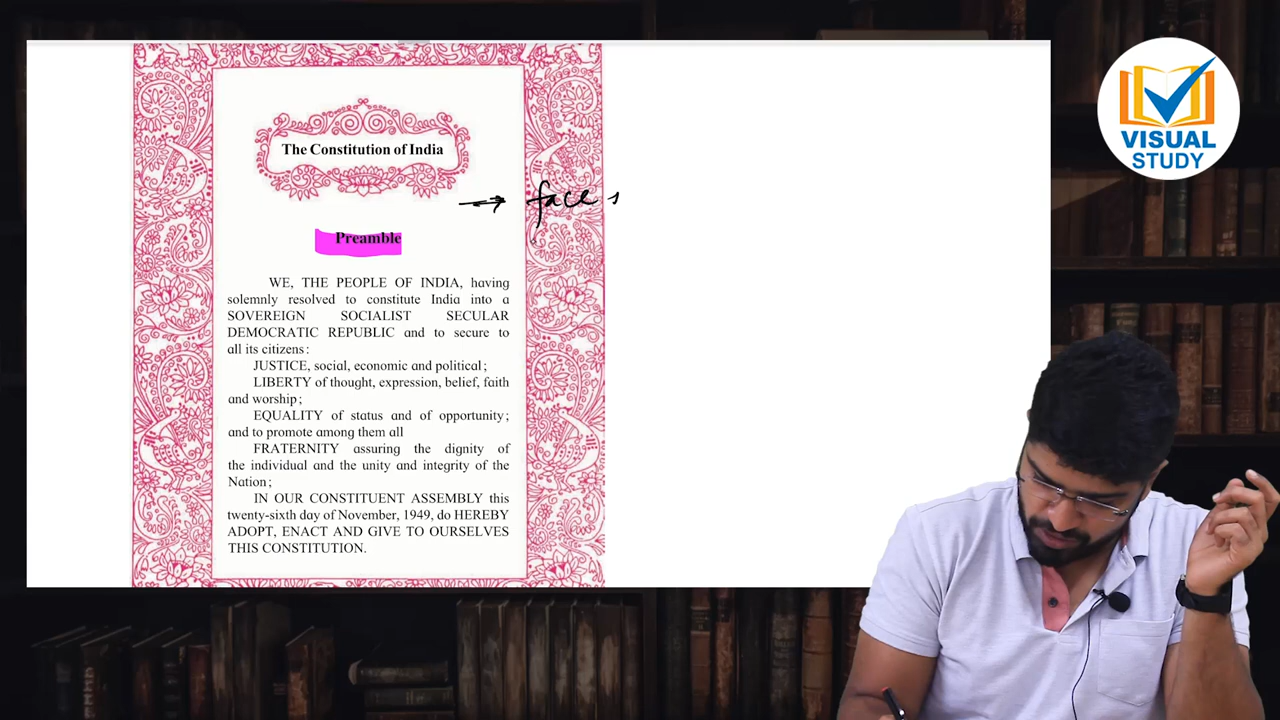 The Constitution of India
face
Preamble
WE, THE PEOPLE OF INDIA, having
solemnly resolved to constitute India into a
SOVEREIGN SOCIALIST SECULAR
DEMOCRATIC REPUBLIC and to secure to
all its citizens:
JUSTICE, social, economic and political;
LIBERTY of thought, expression, belief, faith
and worship;
EQUALITY of status and of opportunity;
and to promote among them all
FRATERNITY assuring the dignity of
the individual and the unity and integrity of the
Nation;
IN OUR CONSTITUENT ASSEMBLY this
twenty-sixth day of November, 1949, do HEREBY
ADOPT, ENACT AND GIVE TO OURSELVES
THIS CONSTITUTION.
VISUAL
STUDY